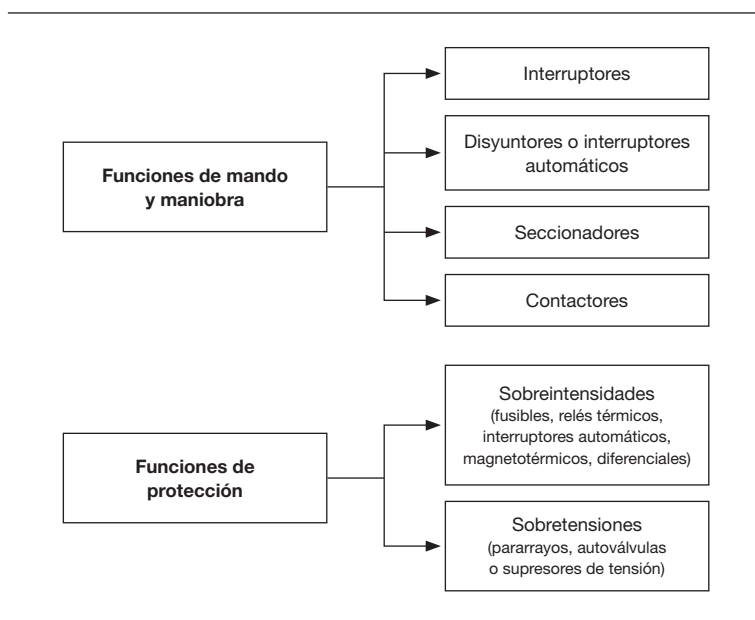 Interruptores
Funciones de mando
y maniobra
Disyuntores o interruptores
automáticos
Seccionadores
Contactores
Funciones de
protección
Sobreintensidades
(fusibles, relés térmicos,
interruptores automáticos,
magnetotérmicos, diferenciales)
Sobretensiones
(pararrayos, autoválvulas
o supresores de tensión)